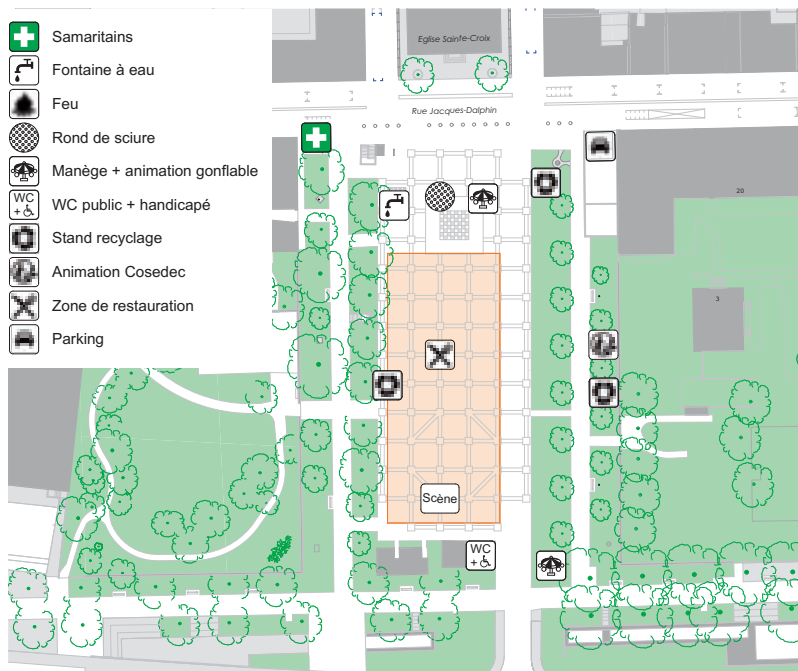 Samaritains
Fontaine à eau
Feu
Rond de sciure
Manège + animation gonflable
WC
+
WC public + handicapé
Stand recyclage
Animation Cosedec
Zone de restauration
Parking
Eglise Sainte-Croix
Rue Jacques-Dalphin
20
3
Scène
WC
+